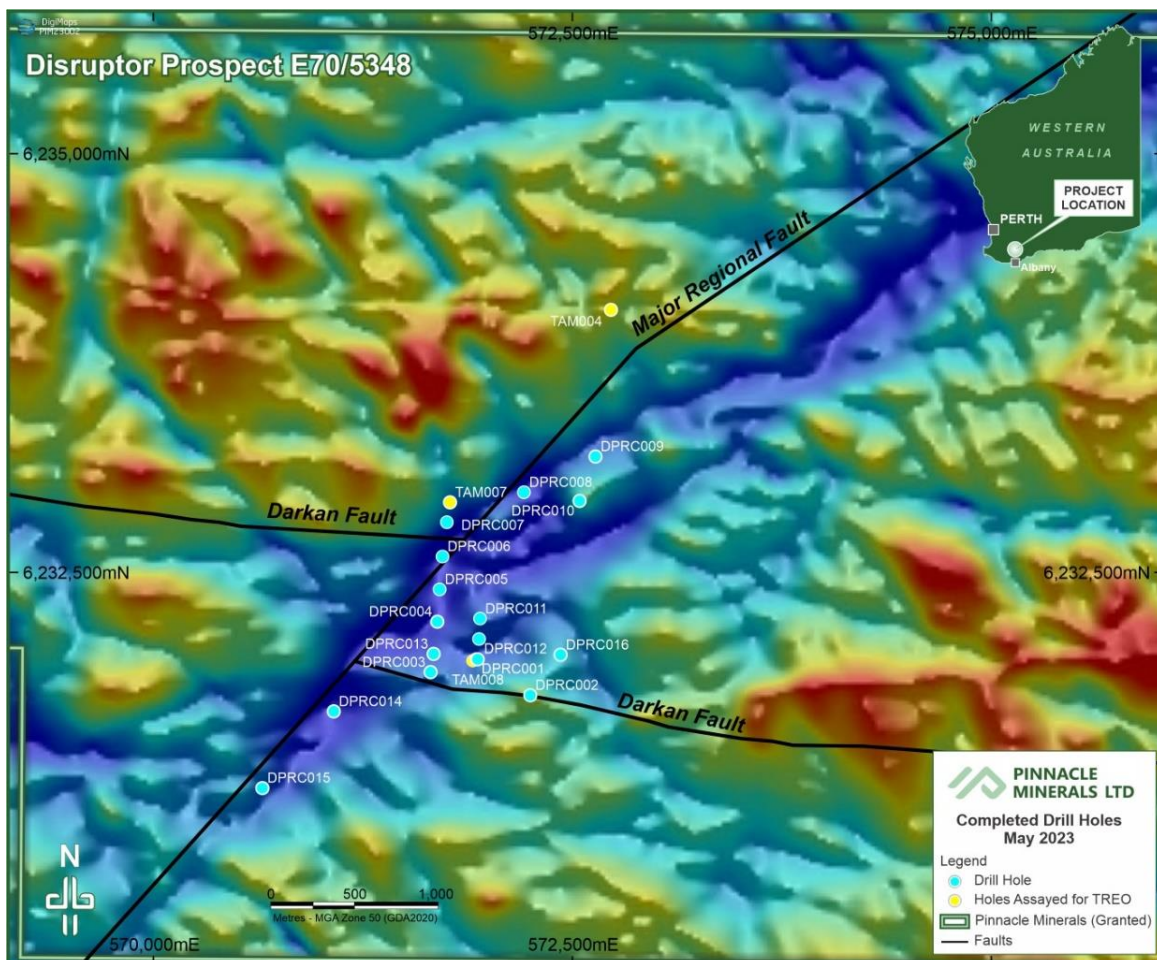 DigiMaps
PIM23002
572,500mE
575,000mE
Disruptor Prospect E70/5348
WESTERN
AUSTRALIA
6,235,000mN
PROJECT
LOCATION
PERTH
Albany
Major Regional Fault
TAM004
DPRC009
DPRC008
TAM007
DPRC010
DPRC007
Darkan Fault
DPRC006
6,232,500mN
6,232,500mN
DPRC005
DPRC004
DPRC011
DPRC013
DPRC012
DPRC016
DPRC003
DPRC001
TAM008
DPRC002
DPRC014
Darkan Fault
DPRC015
PINNACLE
MINERALS LTD
Completed Drill Holes
May 2023
Legend
Drill Hole
Holes Assayed for TREO
Pinnacle Minerals (Granted)
Faults
N
0 500 1,000
Metres - MGA Zone 50 (GDA2020)
570,000mE
572,500mE